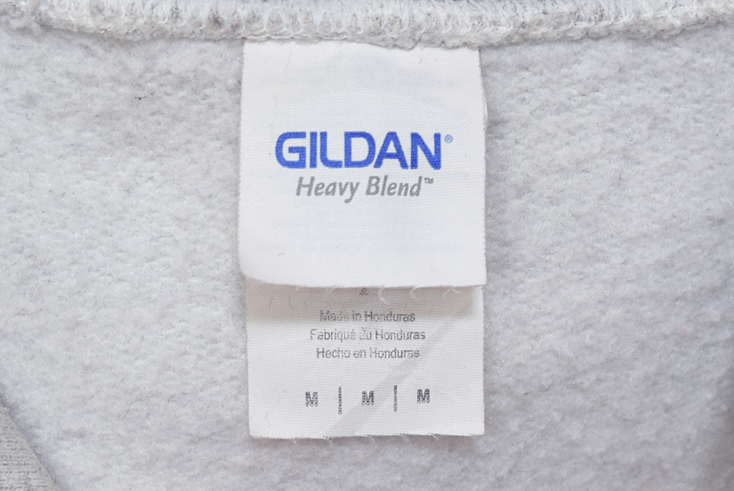 GILDAN®
Heavy Blend™
Made in Honduras
Fabriqué au Honduras
Hecho en Honduras
M | M | M